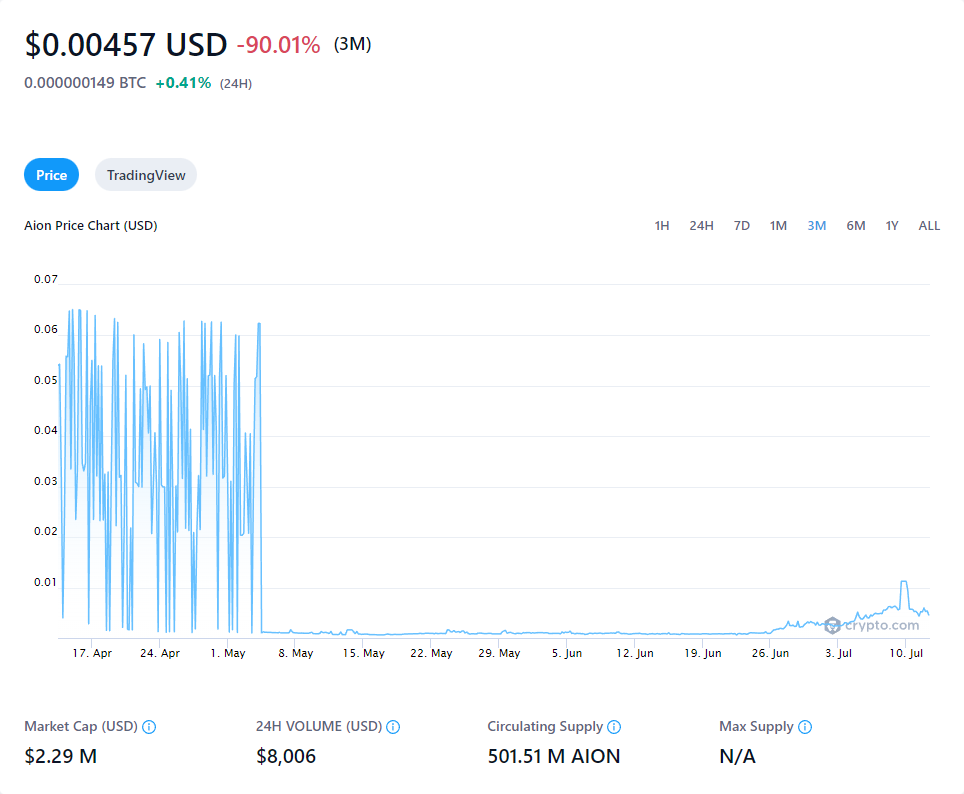 $0.00457 USD -90.01% (3M)
0.000000149 BTC +0.41% (24H)
Price TradingView
Aion Price Chart (USD) 1H 24H 7D 1M 3M 6M 1Y ALL
0.07
0.06
0.05
0.04
0.03
0.02
0.01
crypto.com
17. Apr 24. Apr 1. May 8. May 15. May 22. May 29. May 5. Jun 12. Jun 19. Jun 26. Jun 3. Jul 10. Jul
Market Cap (USD) 24H VOLUME (USD) Circulating Supply Max Supply
$2.29 M $8,006 501.51 M AION N/A